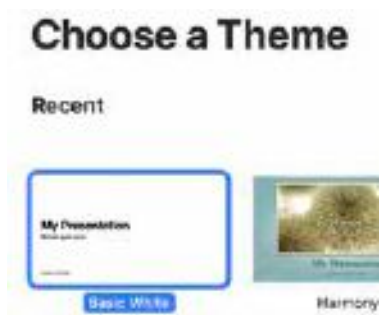 Choose a Theme
Recent
My Presentation
Basic White
Harmony